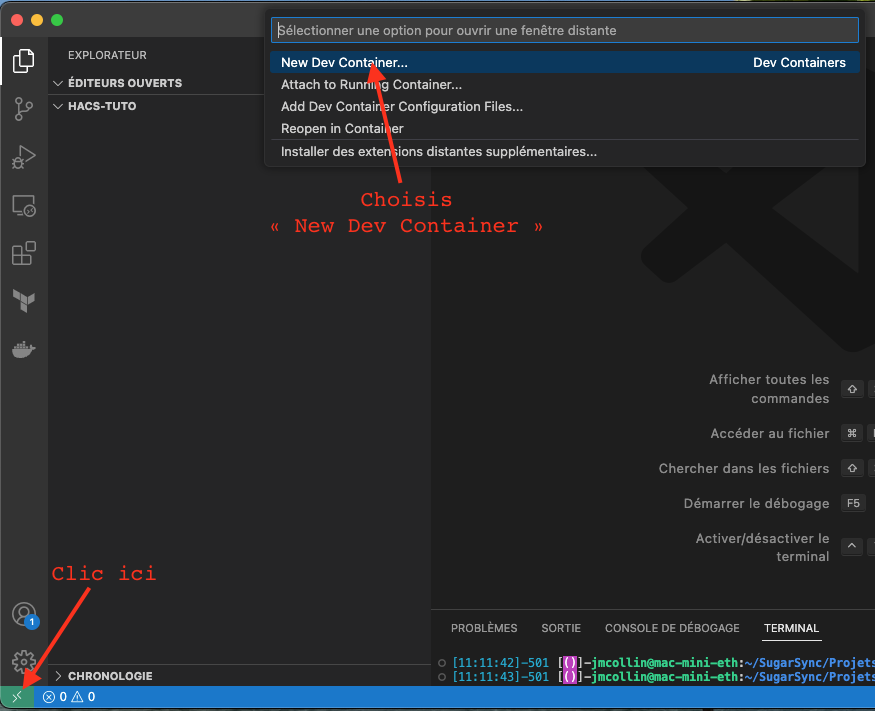 Sélectionner une option pour ouvrir une fenêtre distante
New Dev Container... Dev Containers
Attach to Running Container...
Add Dev Container Configuration Files...
Reopen in Container
Installer des extensions distantes supplémentaires...
EXPLORATEUR
ÉDITEURS OUVERTS
HACS-TUTO
Choisis
« New Dev Container »
Afficher toutes les
commandes
Accéder au fichier ⌘
Chercher dans les fichiers
Démarrer le débogage F5
Activer/désactiver le
terminal
Clic ici
1
PROBLÈMES SORTIE CONSOLE DE DÉBOGAGE TERMINAL
[11:11:42]-501 [()]-jmcollin@mac-mini-eth:~/SugarSync/Projets
[11:11:43]-501 [()]-jmcollin@mac-mini-eth:~/SugarSync/Projets
CHRONOLOGIE
0 0